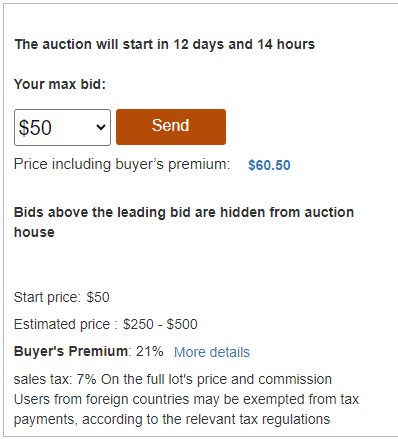 The auction will start in 12 days and 14 hours
Your max bid:
$50 Send
Price including buyer’s premium: $60.50
Bids above the leading bid are hidden from auction
house
Start price: $50
Estimated price : $250 - $500
Buyer's Premium: 21% More details
sales tax: 7% On the full lot's price and commission
Users from foreign countries may be exempted from tax
payments, according to the relevant tax regulations